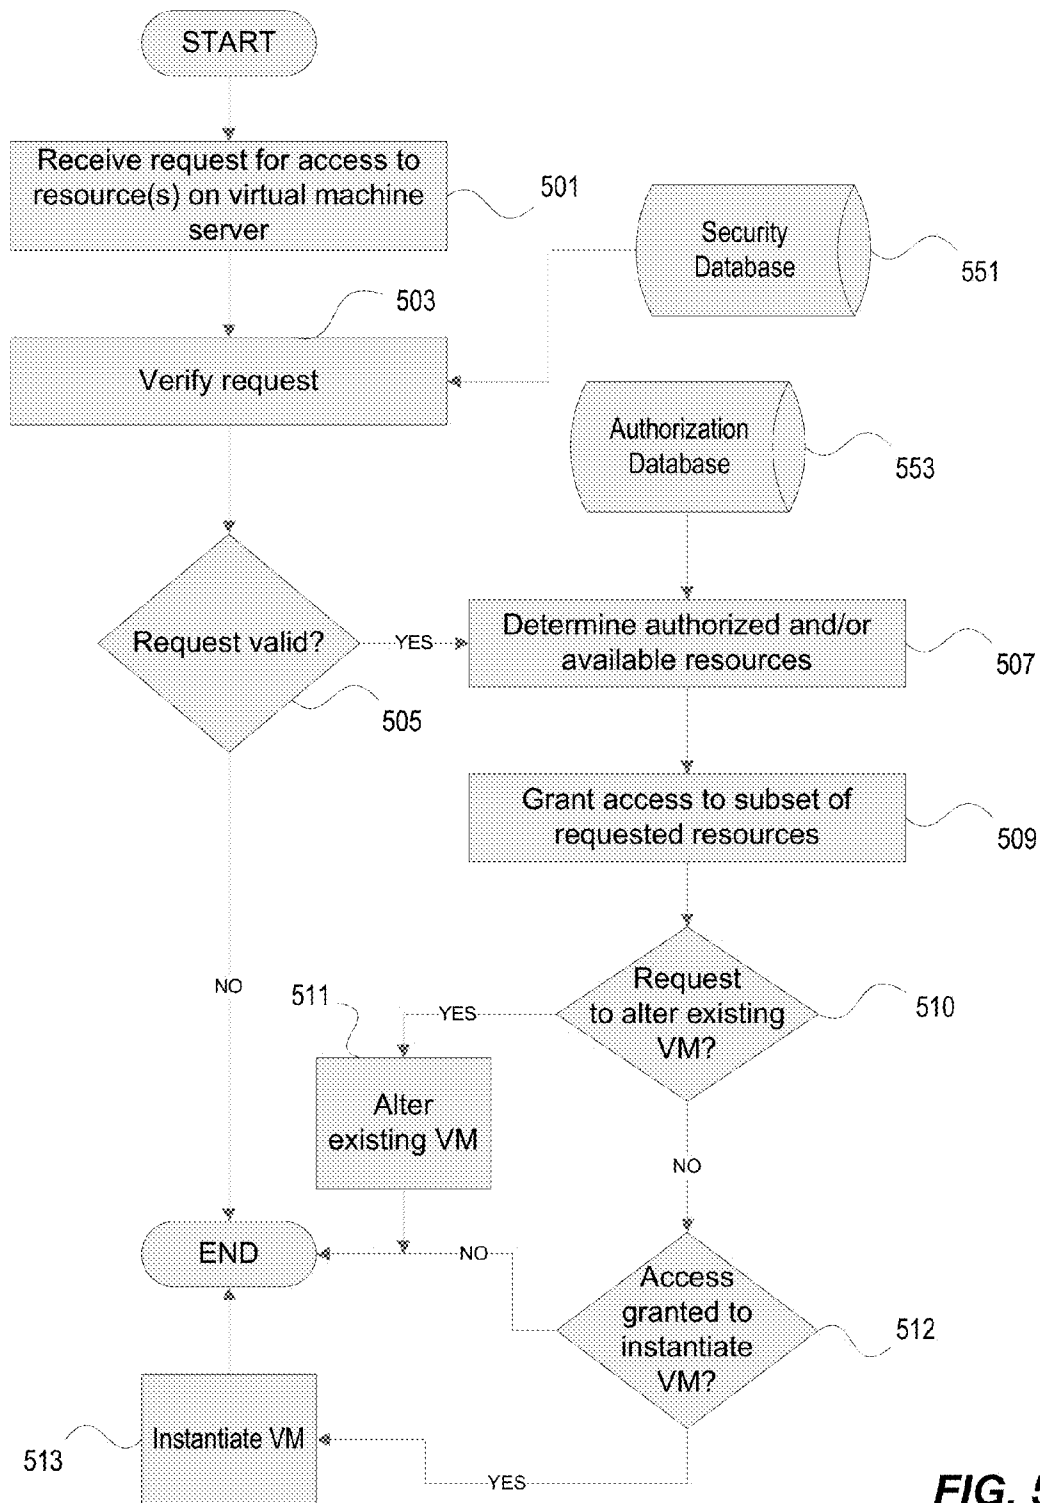 START
Receive request for access to
resource(s) on virtual machine
server
501
Security
Database
551
503
Verify request
Authorization
Database
553
Request valid?
YES
505
Determine authorized and/or
available resources
507
Grant access to subset of
requested resources
509
NO
511
YES
Request
to alter existing
VM?
510
Alter
existing VM
NO
END
NO
Access
granted to
instantiate
VM?
512
Instantiate VM
513
YES
FIG. 5